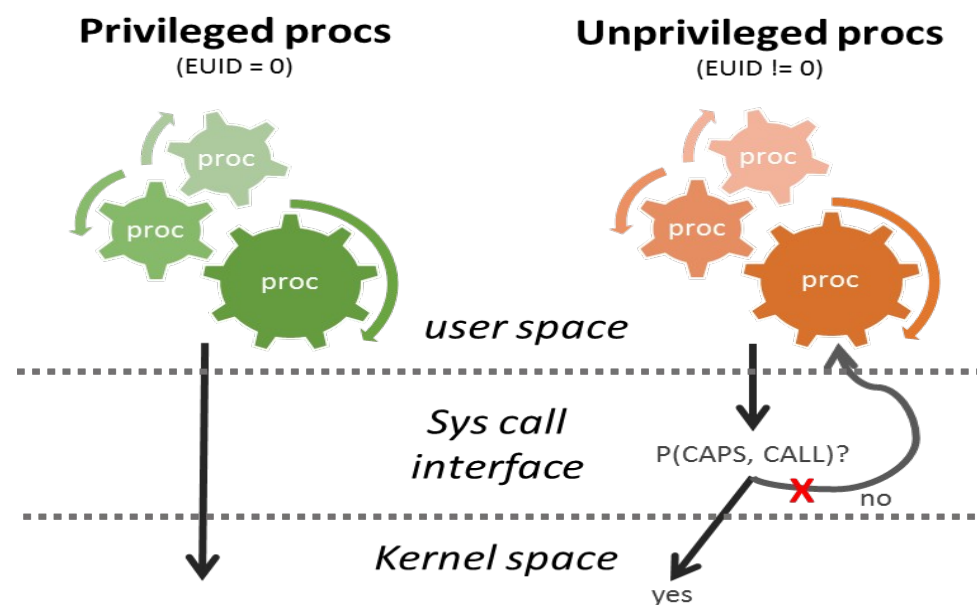 Privileged procs
(EUID = 0)
Unprivileged procs
(EUID != 0)
proc
proc
proc
proc
proc
proc
user space
Sys call
interface
P(CAPS, CALL)?
X
no
Kernel space
yes